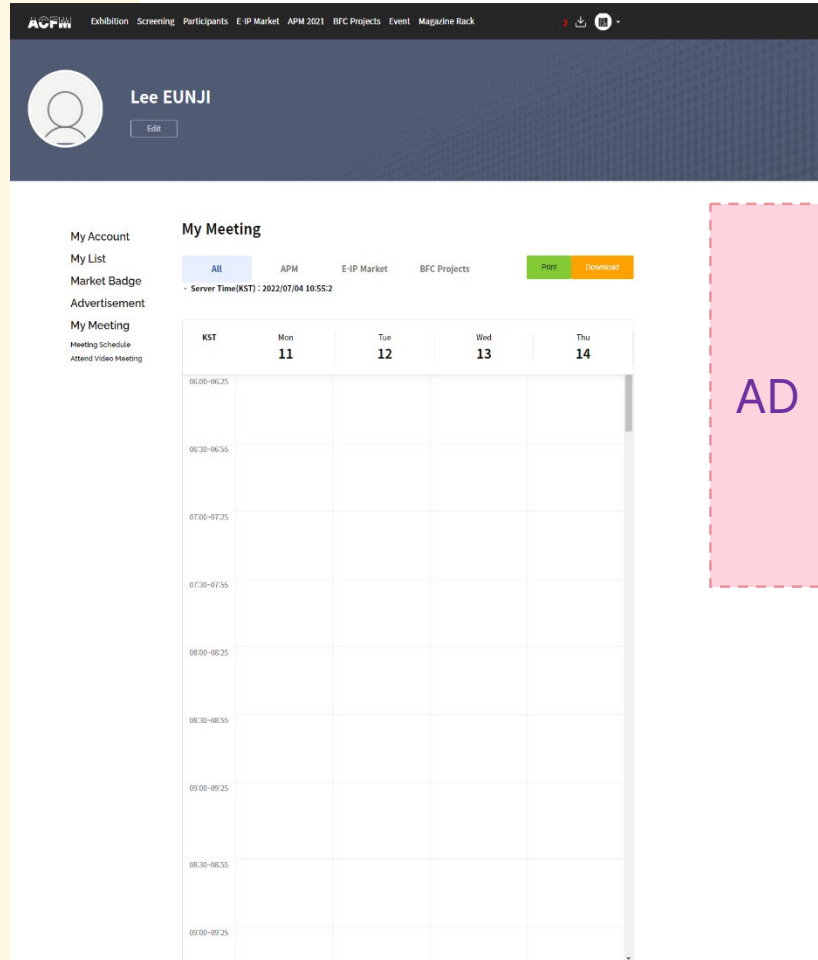 ACFM Exhibition Screening Participants E-IP Market APM 2021 BFC Projects Event Magazine Rack 2
Lee EUNJI
Edit
My Account
My List
Market Badge
Advertisement
My Meeting
Meeting Schedule
Attend Video Meeting
My Meeting
All APM E-IP Market BFC Projects Print Download
· Server Time(KST) : 2022/07/04 10:55:2
KST Mon Tue Wed Thu
11 12 13 14
06:00~06:25
06:30~06:55
07:00~07:25
07:30~07:55
08:00~08:25
08:30~08:55
09:00~09:25
08:30~08:55
09:00~09:25
AD